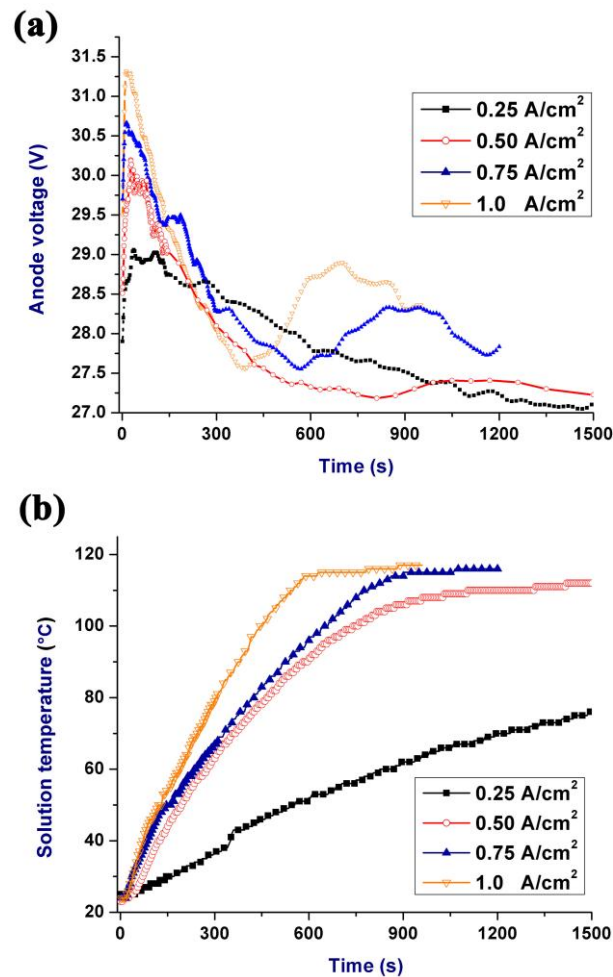 (a)
31.5
31.0
30.5
30.0
29.5
29.0
28.5
28.0
27.5
27.0
Anode voltage (V)
0.25 A/cm²
0.50 A/cm²
0.75 A/cm²
1.0 A/cm²
0 300 600 900 1200 1500
Time (s)
(b)
120
100
80
60
40
20
Solution temperature (°C)
0.25 A/cm²
0.50 A/cm²
0.75 A/cm²
1.0 A/cm²
0 300 600 900 1200 1500
Time (s)